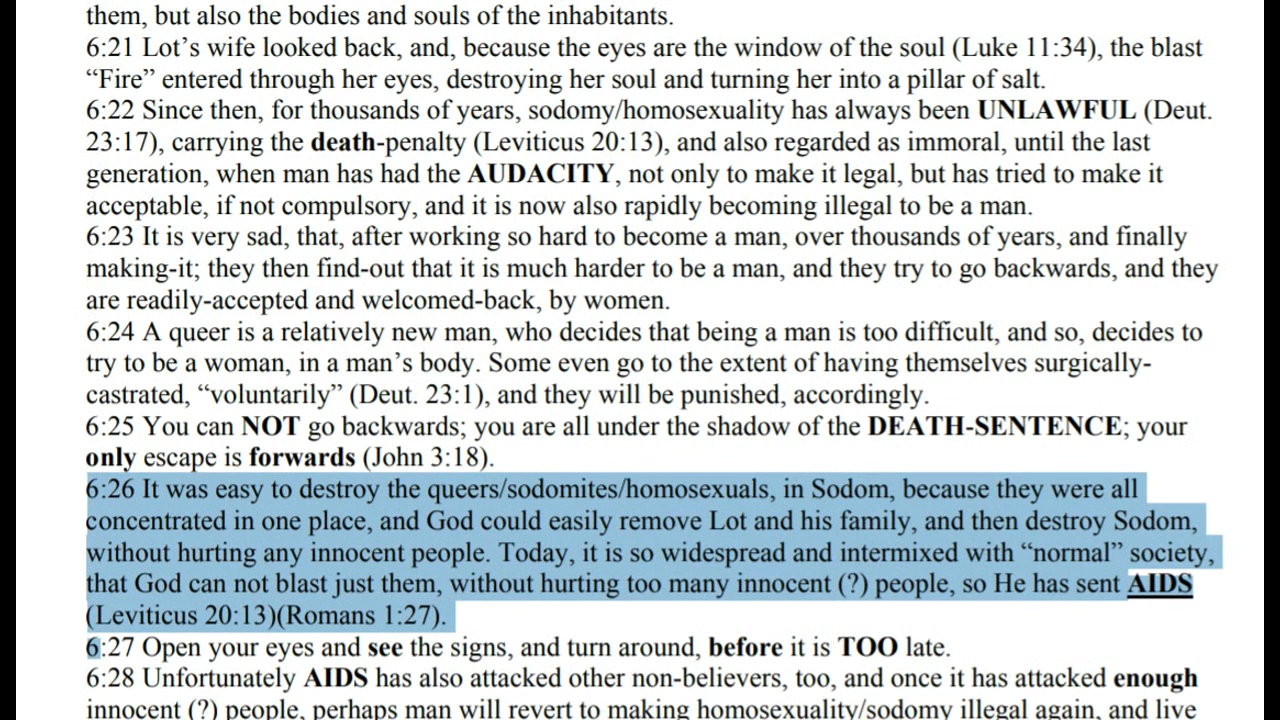 them, but also the bodies and souls of the inhabitants.
6:21 Lot’s wife looked back, and, because the eyes are the window of the soul (Luke 11:34), the blast
“Fire” entered through her eyes, destroying her soul and turning her into a pillar of salt.
6:22 Since then, for thousands of years, sodomy/homosexuality has always been UNLAWFUL (Deut.
23:17), carrying the death-penalty (Leviticus 20:13), and also regarded as immoral, until the last
generation, when man has had the AUDACITY, not only to make it legal, but has tried to make it
acceptable, if not compulsory, and it is now also rapidly becoming illegal to be a man.
6:23 It is very sad, that, after working so hard to become a man, over thousands of years, and finally
making-it; they then find-out that it is much harder to be a man, and they try to go backwards, and they
are readily-accepted and welcomed-back, by women.
6:24 A queer is a relatively new man, who decides that being a man is too difficult, and so, decides to
try to be a woman, in a man’s body. Some even go to the extent of having themselves surgically-
castrated, “voluntarily” (Deut. 23:1), and they will be punished, accordingly.
6:25 You can NOT go backwards; you are all under the shadow of the DEATH-SENTENCE; your
only escape is forwards (John 3:18).
6:26 It was easy to destroy the queers/sodomites/homosexuals, in Sodom, because they were all
concentrated in one place, and God could easily remove Lot and his family, and then destroy Sodom,
without hurting any innocent people. Today, it is so widespread and intermixed with “normal” society,
that God can not blast just them, without hurting too many innocent (?) people, so He has sent AIDS
(Leviticus 20:13)(Romans 1:27).
6:27 Open your eyes and see the signs, and turn around, before it is TOO late.
6:28 Unfortunately AIDS has also attacked other non-believers, too, and once it has attacked enough
innocent (?) people, perhaps man will revert to making homosexuality/sodomy illegal again, and live